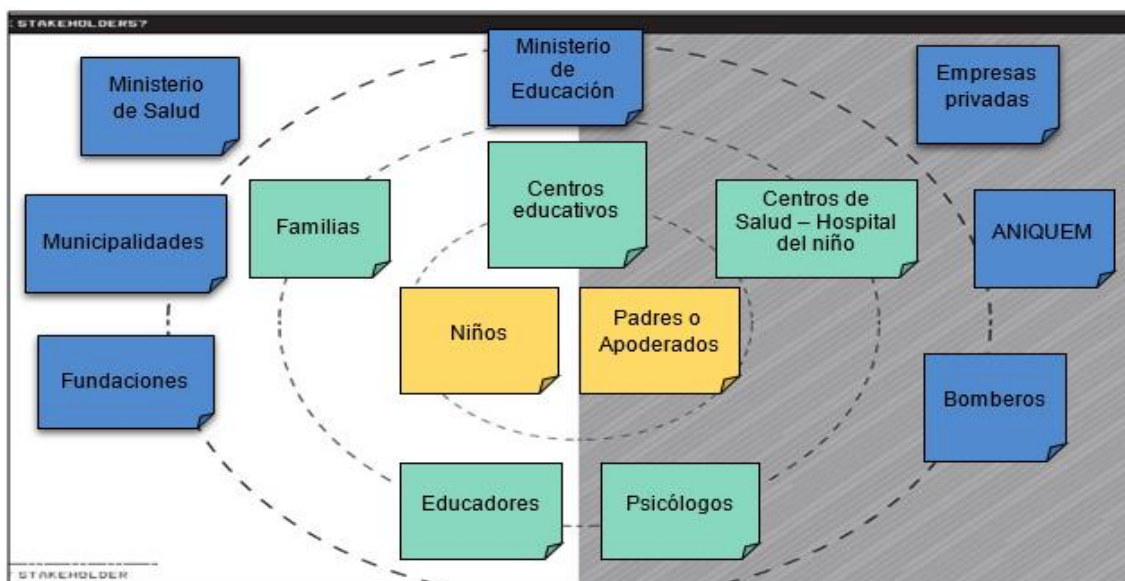 STAKEHOLDERS?
Ministerio
de Salud
Ministerio
de
Educación
Empresas
privadas
Centros
educativos
Familias
Centros de
Salud – Hospital
del niño
Municipalidades
ANIQUEM
Niños
Padres o
Apoderados
Fundaciones
Bomberos
Educadores
Psicólogos
STAKEHOLDER